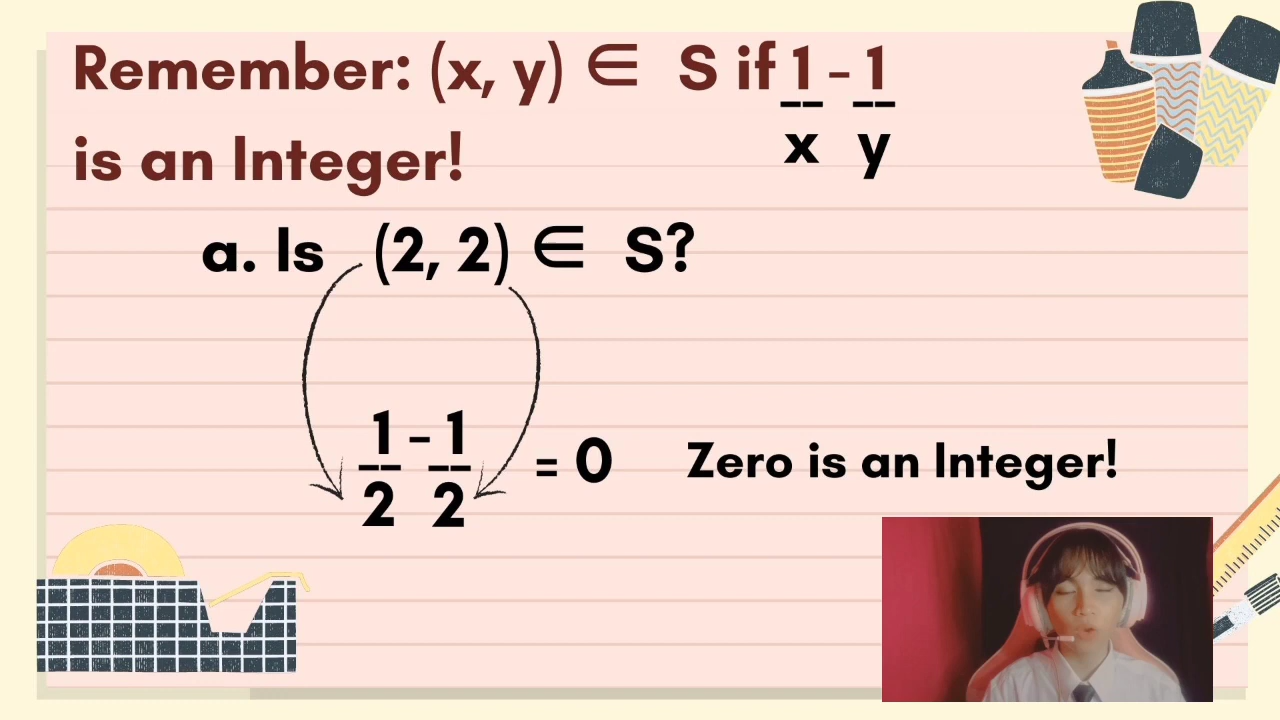 Remember: (x, y) ∈ S if 1 - 1
x y
is an Integer!
a. Is (2, 2) ∈ S?
1 - 1
= 0 Zero is an Integer!
2 2